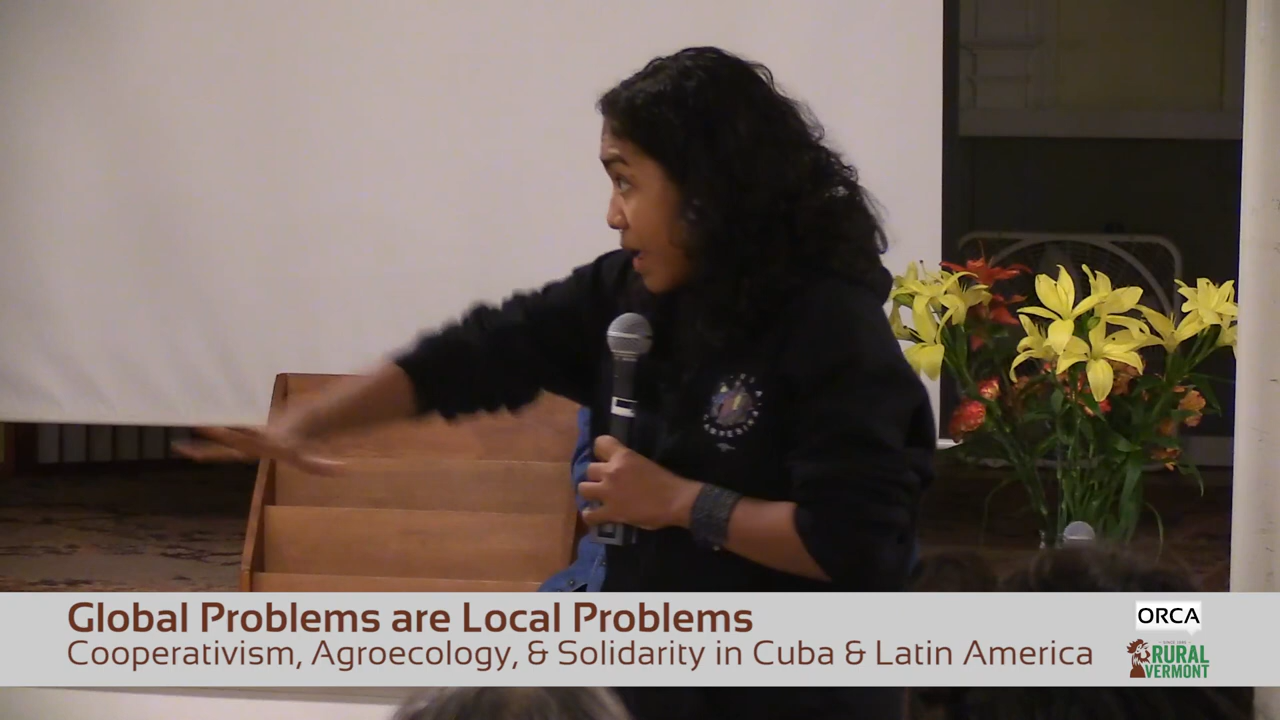 Global Problems are Local Problems
Cooperativism, Agroecology, & Solidarity in Cuba & Latin America
ORCA
RURAL
VERMONT